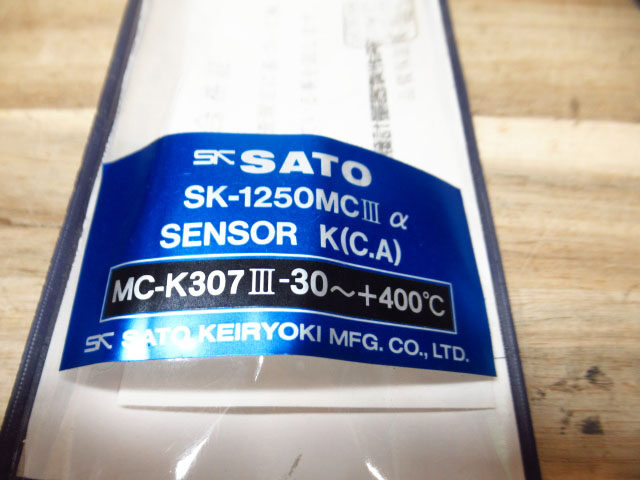 SK SATO
SK-1250MCⅢ α
SENSOR K(C.A)
MC-K307Ⅲ-30～+400℃
SK SATO KEIRYOKI MFG. CO., LTD.